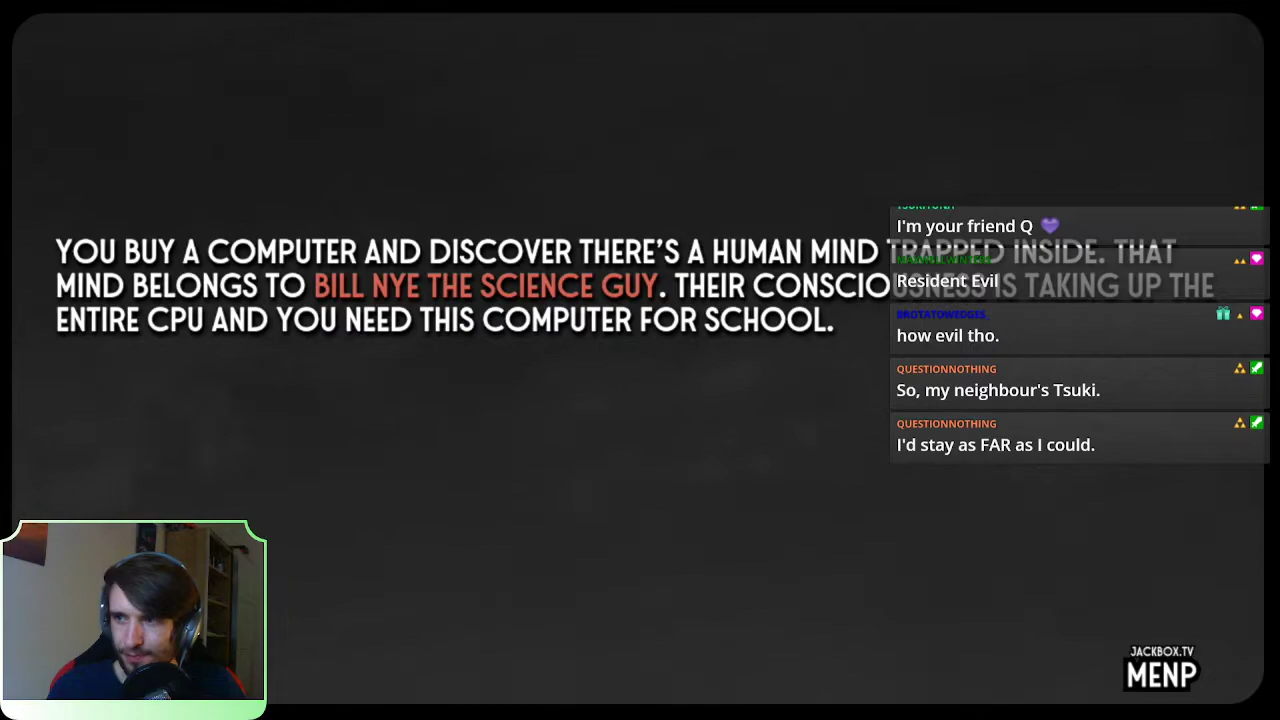 YOU BUY A COMPUTER AND DISCOVER THERE'S A HUMAN MIND TRAPPED INSIDE. THAT
MIND BELONGS TO BILL NYE THE SCIENCE GUY. THEIR CONSCIOUSNESS IS TAKING UP THE
ENTIRE CPU AND YOU NEED THIS COMPUTER FOR SCHOOL.
I'm your friend Q 💜
Resident Evil
BROTATOWEDGES
how evil tho.
QUESTIONNOTHING
So, my neighbour's Tsuki.
QUESTIONNOTHING
I'd stay as FAR as I could.
JACKBOX.TV
MENP